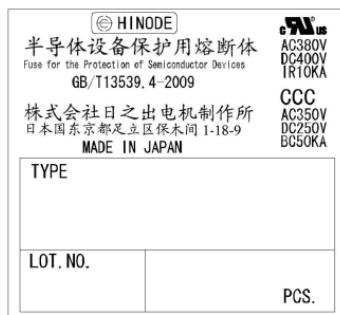 HINODE
半导体设备保护用熔断体
Fuse for the Protection of Semiconductor Devices
GB/T13539.4-2009
株式会社日之出电机制作所
日本国东京都足立区保木间 1-18-9
MADE IN JAPAN
c RU us
AC380V
DC400V
IR10KA
CCC
AC350V
DC250V
BC50KA
TYPE
LOT.NO.
PCS.